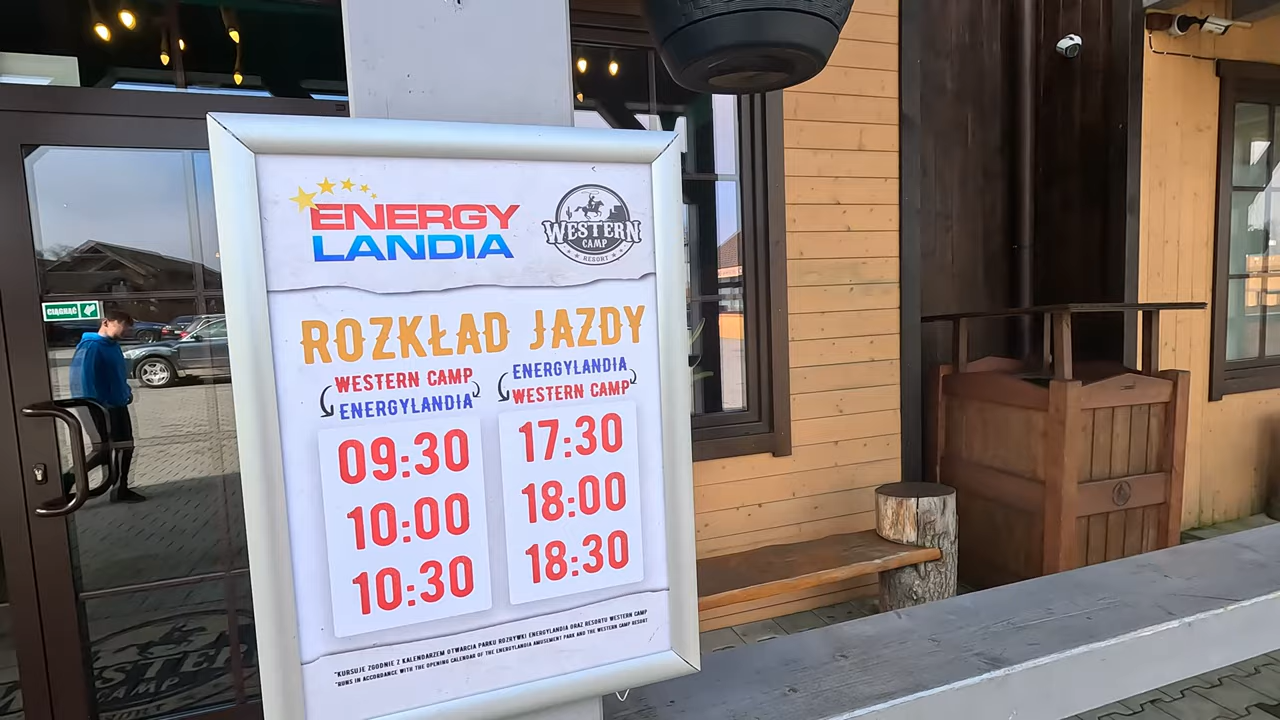 CIĄGNĄĆ
ENERGY
LANDIA
WESTERN
CAMP
RESORT
ROZKŁAD JAZDY
WESTERN CAMP
ENERGYLANDIA
09:30
10:00
10:30
ENERGYLANDIA
WESTERN CAMP
17:30
18:00
18:30
*KURSUJE ZGODNIE Z KALENDARZEM OTWARCIA PARKU ROZRYWKI ENERGYLANDIA ORAZ RESORTU WESTERN CAMP
*RUNS IN ACCORDANCE WITH THE OPENING CALENDAR OF THE ENERGYLANDIA AMUSEMENT PARK AND THE WESTERN CAMP RESORT
WESTERN
CAMP
RESORT